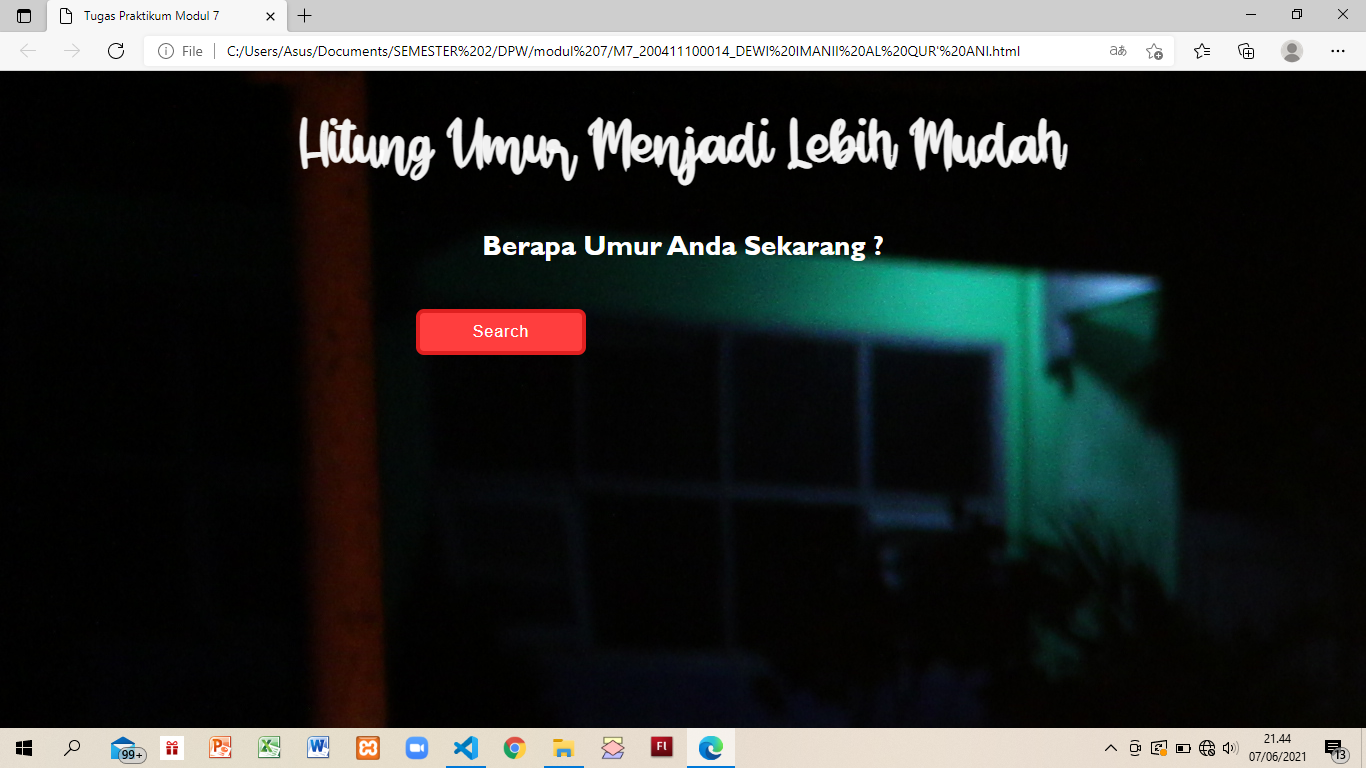 Tugas Praktikum Modul 7
File
C:/Users/Asus/Documents/SEMESTER%202/DPW/modul%207/M7_200411100014_DEWI%20IMANII%20AL%20QUR'%20ANI.html
Hitung Umur Menjadi Lebih Mudah
Berapa Umur Anda Sekarang ?
Search
99+
Fl
21.44
07/06/2021
13